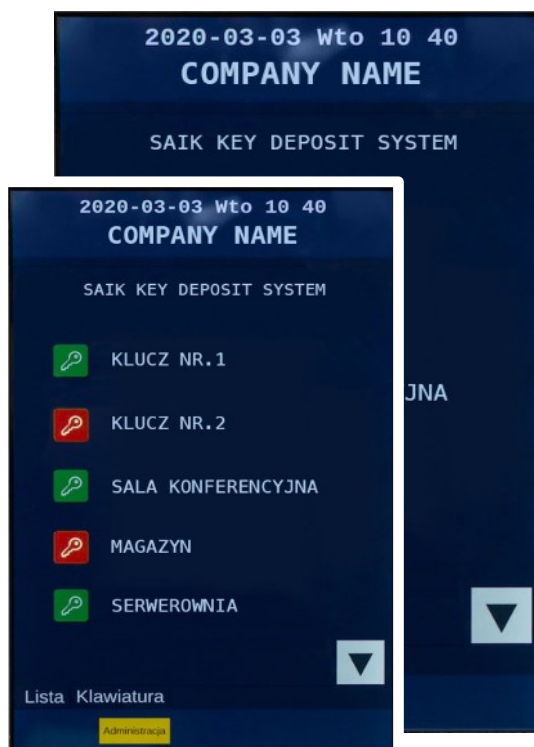 2020-03-03 Wto 10 40
COMPANY NAME
SAIK KEY DEPOSIT SYSTEM
JNA
2020-03-03 Wto 10 40
COMPANY NAME
SAIK KEY DEPOSIT SYSTEM
KLUCZ NR.1
KLUCZ NR.2
SALA KONFERENCYJNA
MAGAZYN
SERWEROWNIA
Lista Klawiatura
Administracja